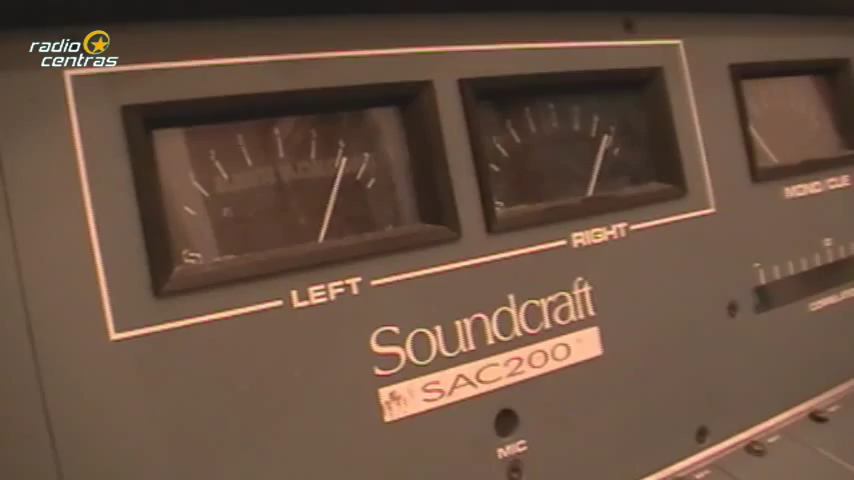 radio
centras
LEFT
RIGHT
MONO/CUE
Soundcraft
SAC200
MIC